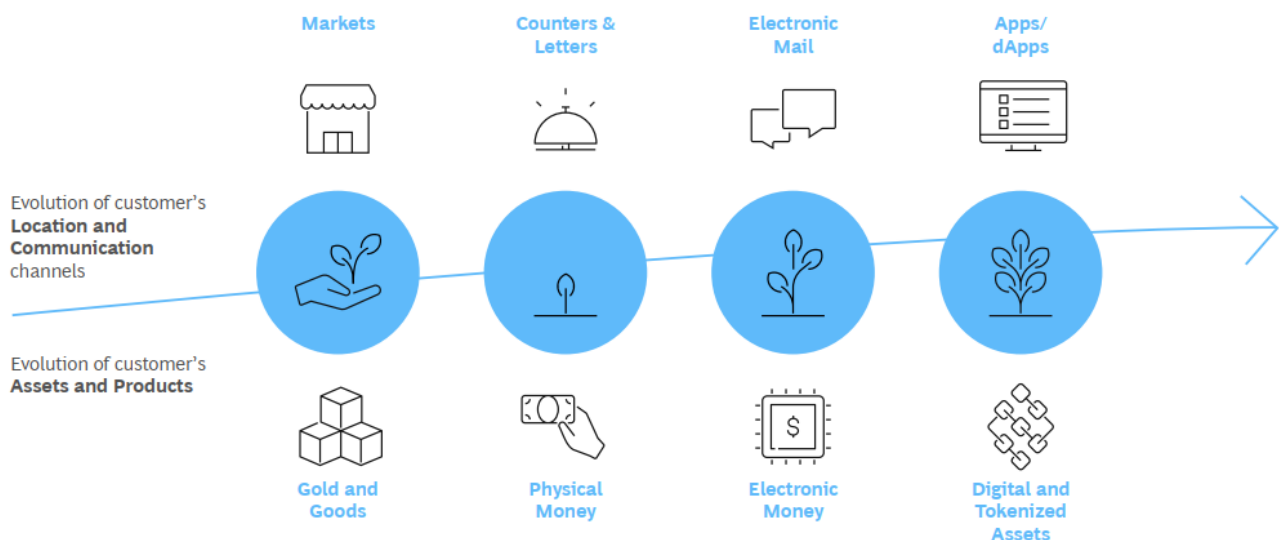 Markets
Counters &
Letters
Electronic
Mail
Apps/
dApps
Evolution of customer's
Location and
Communication
channels
Evolution of customer's
Assets and Products
$
Gold and
Goods
Physical
Money
Electronic
Money
Digital and
Tokenized
Assets